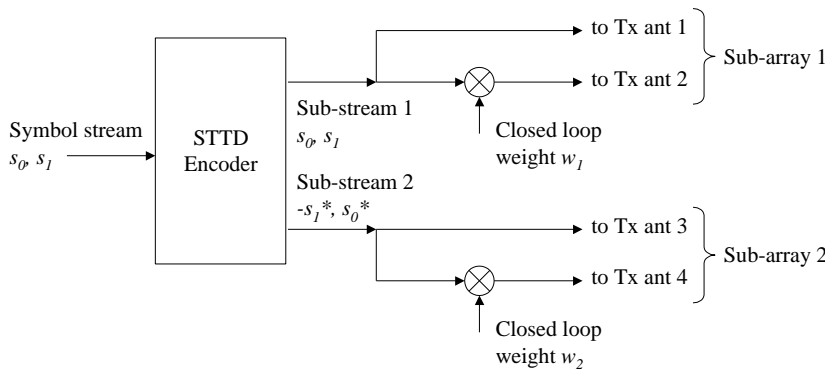 to Tx ant 1
Sub-array 1
to Tx ant 2
Sub-stream 1
s0, s1
Closed loop
weight w1
Symbol stream
s0, s1
STTD
Encoder
Sub-stream 2
-s1*, s0*
to Tx ant 3
Sub-array 2
to Tx ant 4
Closed loop
weight w2